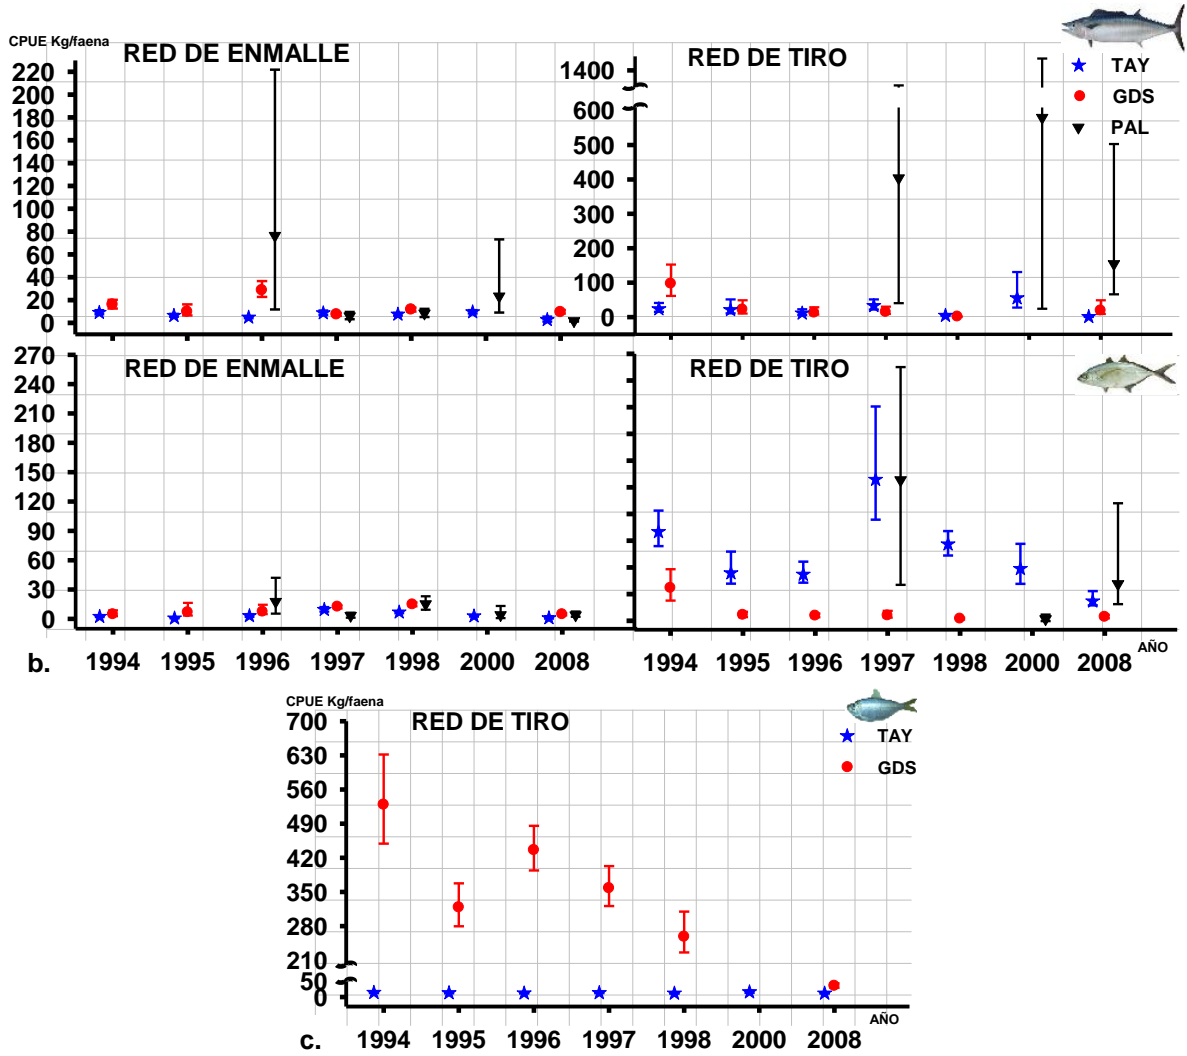 CPUE Kg/faena
RED DE ENMALLE
RED DE TIRO
TAY
GDS
PAL
220
200
180
160
140
120
100
80
60
40
20
0
1400
600
500
400
300
200
100
0
RED DE ENMALLE
RED DE TIRO
270
240
210
180
150
120
90
60
30
0
1994 1995 1996 1997 1998 2000 2008
1994 1995 1996 1997 1998 2000 2008
AÑO
b.
CPUE Kg/faena
RED DE TIRO
TAY
GDS
700
630
560
490
420
350
280
210
50
0
AÑO
c. 1994 1995 1996 1997 1998 2000 2008